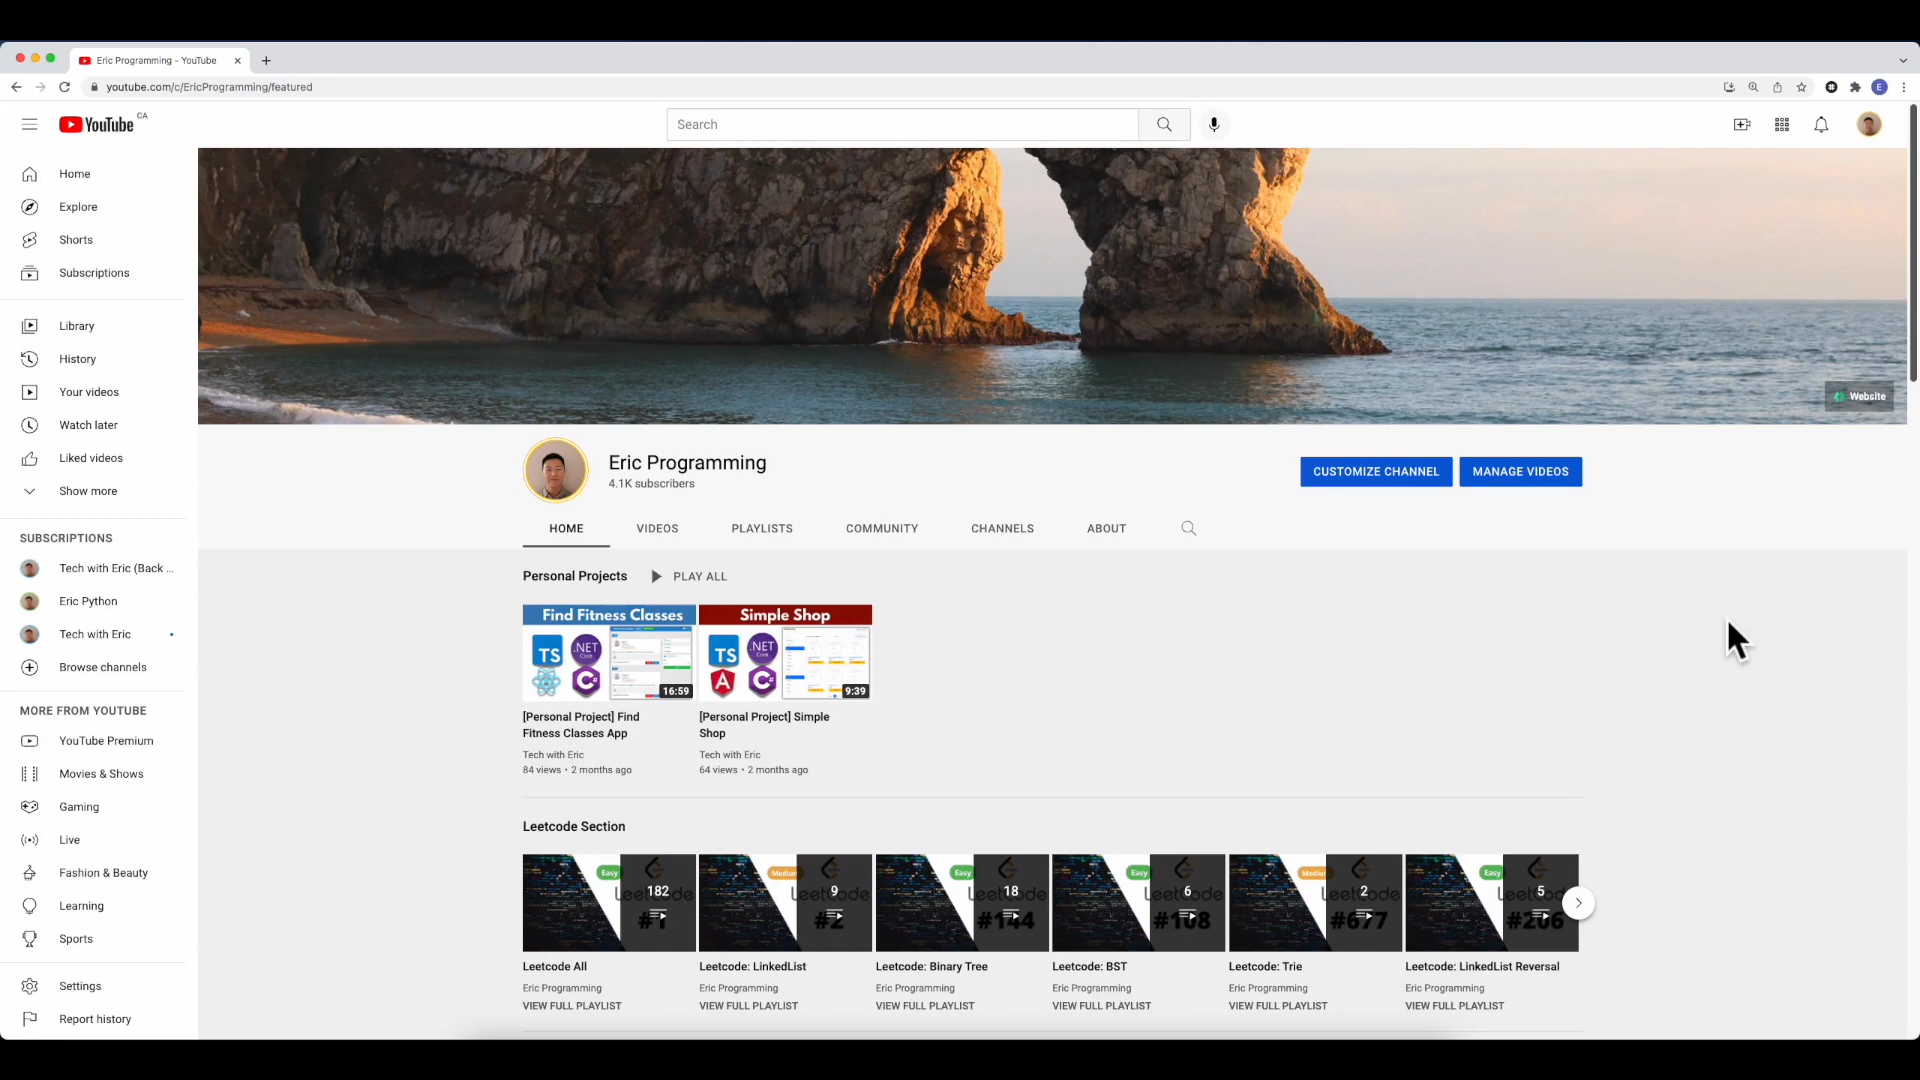 Eric Programming - YouTube
youtube.com/c/EricProgramming/featured
E
YouTube CA
Search
Home
Explore
Shorts
Subscriptions
Library
History
Your videos
Watch later
Liked videos
Show more
SUBSCRIPTIONS
Tech with Eric (Back ...
Eric Python
Tech with Eric
Browse channels
MORE FROM YOUTUBE
YouTube Premium
Movies & Shows
Gaming
Live
Fashion & Beauty
Learning
Sports
Settings
Report history
Website
Eric Programming
4.1K subscribers
CUSTOMIZE CHANNEL
MANAGE VIDEOS
HOME VIDEOS PLAYLISTS COMMUNITY CHANNELS ABOUT
Personal Projects PLAY ALL
Find Fitness Classes
TS .NET Core
C#
16:59
Simple Shop
TS .NET Core
C#
9:39
[Personal Project] Find
Fitness Classes App
Tech with Eric
84 views • 2 months ago
[Personal Project] Simple
Shop
Tech with Eric
64 views • 2 months ago
Leetcode Section
Easy
182
leetcode
#1
Medium
9
leetcode
#2
Easy
18
leetcode
#144
Easy
6
leetcode
#108
Medium
2
leetcode
#677
Easy
5
leetcode
#206
Leetcode All
Eric Programming
VIEW FULL PLAYLIST
Leetcode: LinkedList
Eric Programming
VIEW FULL PLAYLIST
Leetcode: Binary Tree
Eric Programming
VIEW FULL PLAYLIST
Leetcode: BST
Eric Programming
VIEW FULL PLAYLIST
Leetcode: Trie
Eric Programming
VIEW FULL PLAYLIST
Leetcode: LinkedList Reversal
Eric Programming
VIEW FULL PLAYLIST